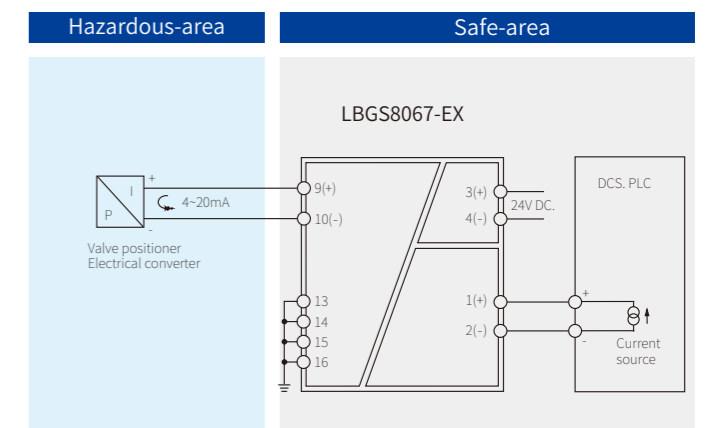 Hazardous-area
Safe-area
LBGS8067-EX
I
P
+
-
4~20mA
Valve positioner
Electrical converter
9(+)
10(-)
13
14
15
16
3(+)
4(-)
24V DC.
1(+)
2(-)
DCS. PLC
+
-
Current
source